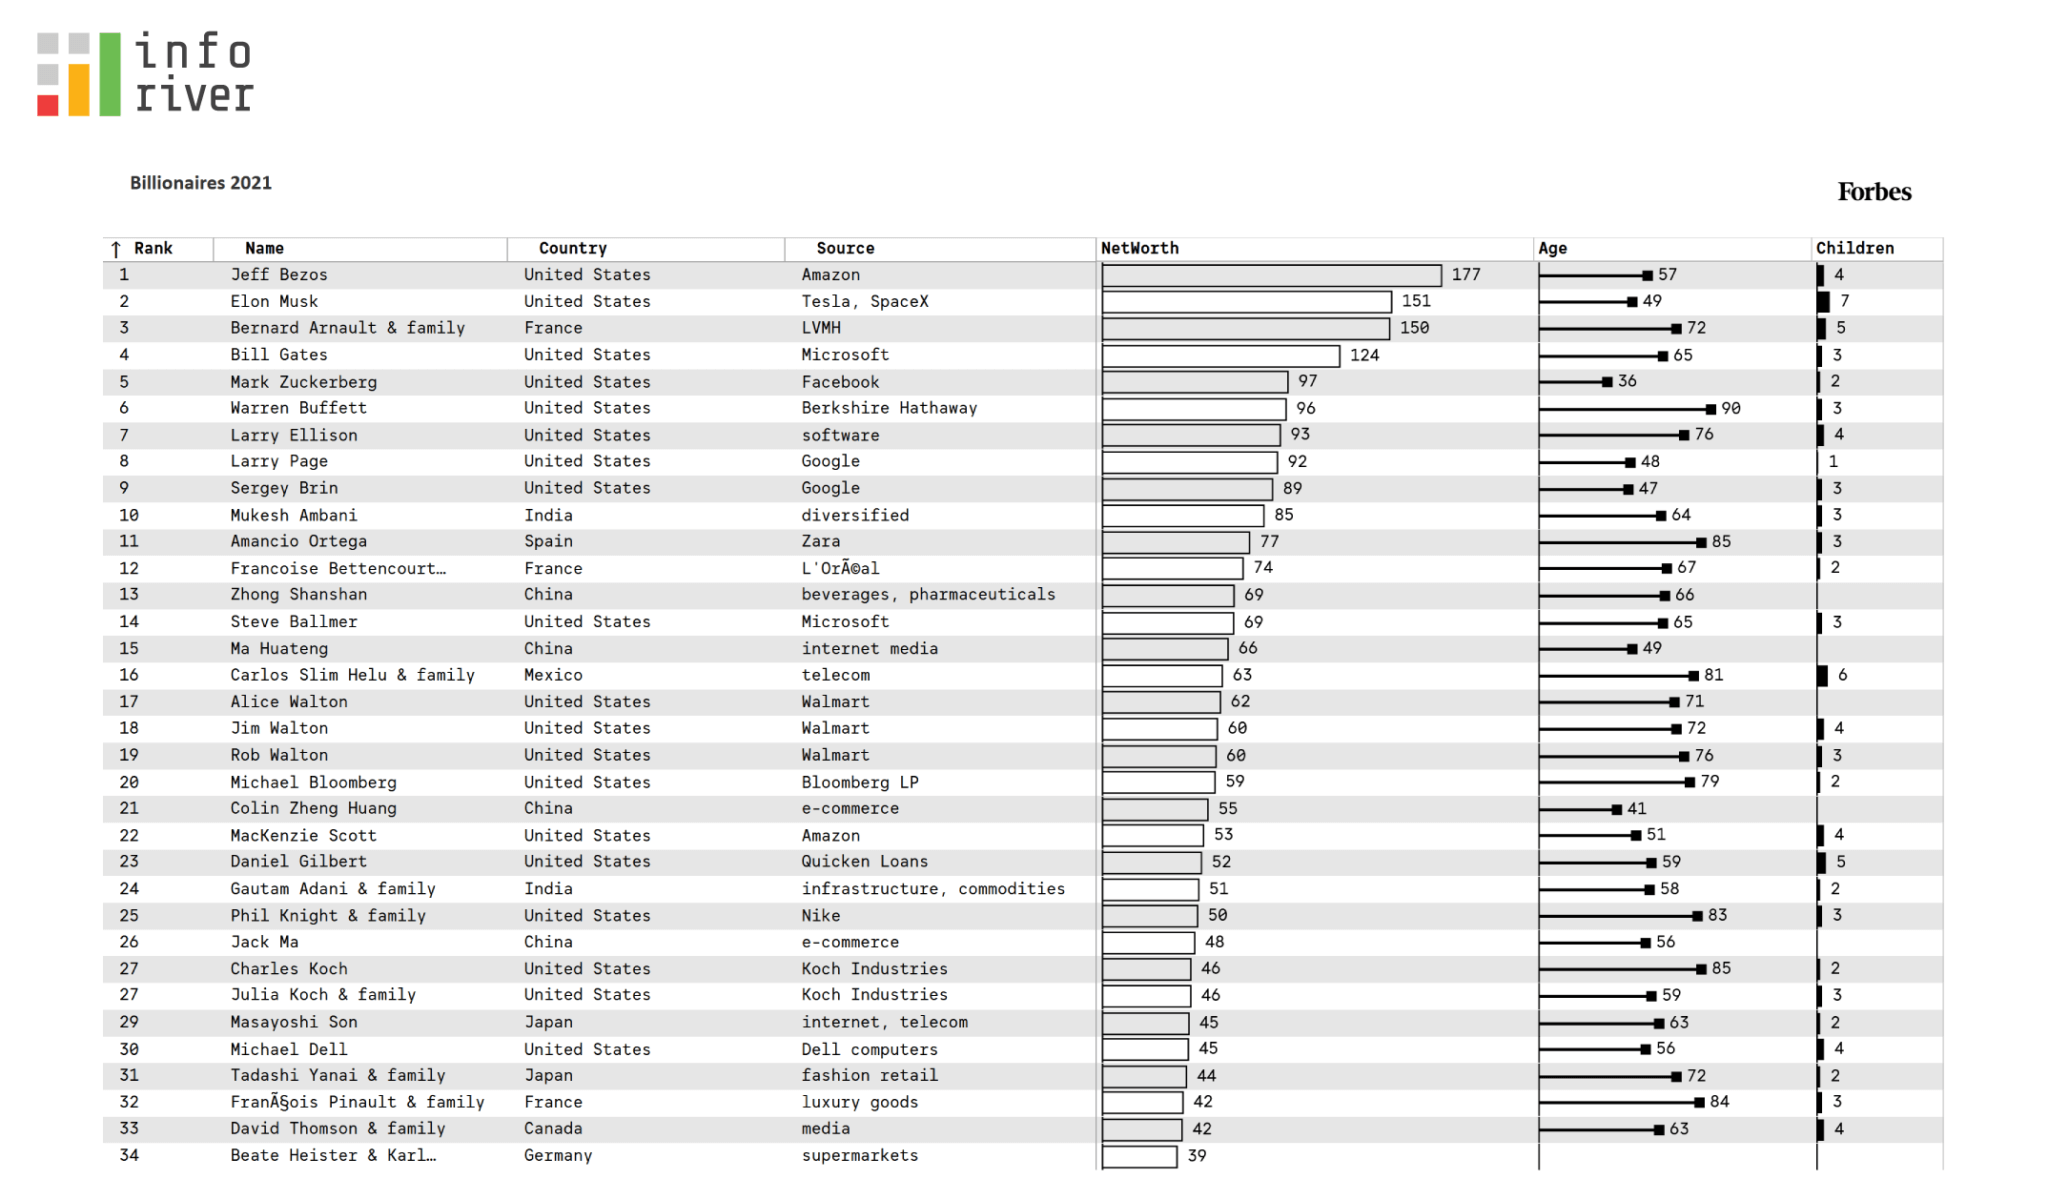 info
river
Billionaires 2021
Forbes
↑ Rank Name Country Source NetWorth Age Children
1 Jeff Bezos United States Amazon 177 57 4
2 Elon Musk United States Tesla, SpaceX 151 49 7
3 Bernard Arnault & family France LVMH 150 72 5
4 Bill Gates United States Microsoft 124 65 3
5 Mark Zuckerberg United States Facebook 97 36 2
6 Warren Buffett United States Berkshire Hathaway 96 90 3
7 Larry Ellison United States software 93 76 4
8 Larry Page United States Google 92 48 1
9 Sergey Brin United States Google 89 47 3
10 Mukesh Ambani India diversified 85 64 3
11 Amancio Ortega Spain Zara 77 85 3
12 Francoise Bettencourt… France L'OrÃ©al 74 67 2
13 Zhong Shanshan China beverages, pharmaceuticals 69 66
14 Steve Ballmer United States Microsoft 69 65 3
15 Ma Huateng China internet media 66 49
16 Carlos Slim Helu & family Mexico telecom 63 81 6
17 Alice Walton United States Walmart 62 71
18 Jim Walton United States Walmart 60 72 4
19 Rob Walton United States Walmart 60 76 3
20 Michael Bloomberg United States Bloomberg LP 59 79 2
21 Colin Zheng Huang China e-commerce 55 41
22 MacKenzie Scott United States Amazon 53 51 4
23 Daniel Gilbert United States Quicken Loans 52 59 5
24 Gautam Adani & family India infrastructure, commodities 51 58 2
25 Phil Knight & family United States Nike 50 83 3
26 Jack Ma China e-commerce 48 56
27 Charles Koch United States Koch Industries 46 85 2
27 Julia Koch & family United States Koch Industries 46 59 3
29 Masayoshi Son Japan internet, telecom 45 63 2
30 Michael Dell United States Dell computers 45 56 4
31 Tadashi Yanai & family Japan fashion retail 44 72 2
32 FranÃ§ois Pinault & family France luxury goods 42 84 3
33 David Thomson & family Canada media 42 63 4
34 Beate Heister & Karl… Germany supermarkets 39